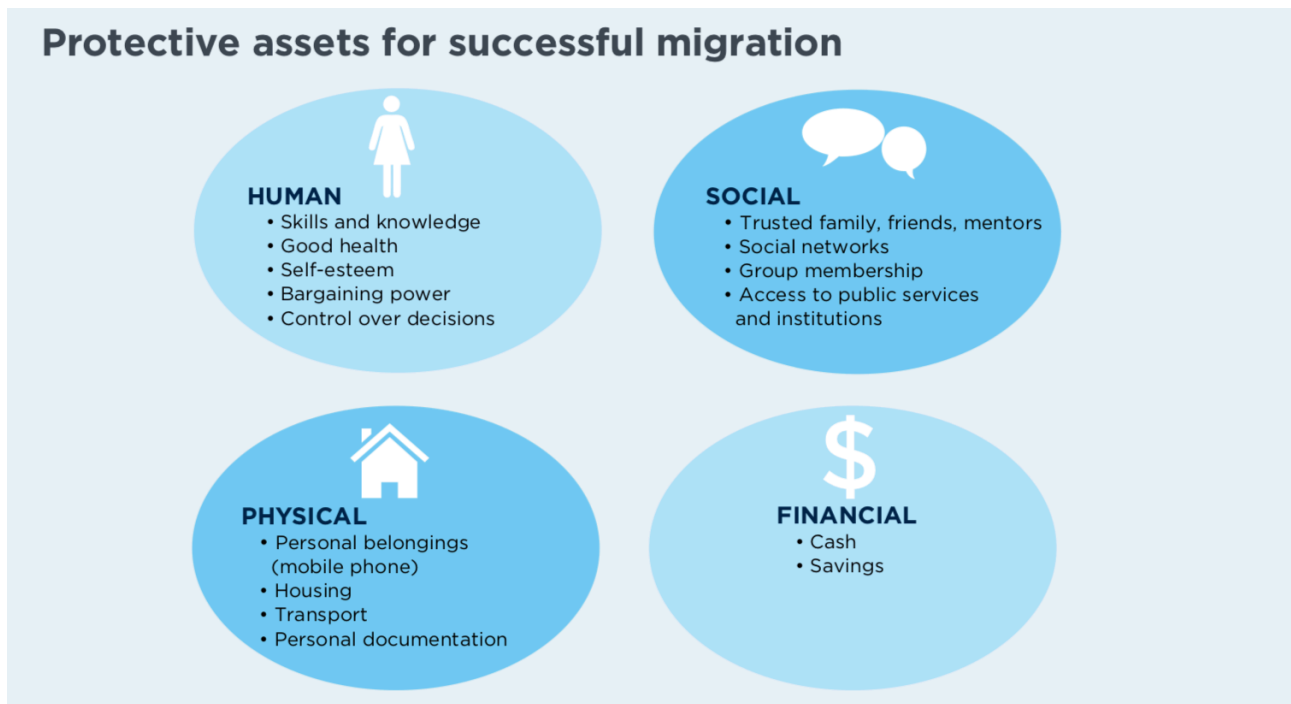 Protective assets for successful migration
HUMAN
• Skills and knowledge
• Good health
• Self-esteem
• Bargaining power
• Control over decisions
SOCIAL
• Trusted family, friends, mentors
• Social networks
• Group membership
• Access to public services
and institutions
PHYSICAL
• Personal belongings
(mobile phone)
• Housing
• Transport
• Personal documentation
$
FINANCIAL
• Cash
• Savings